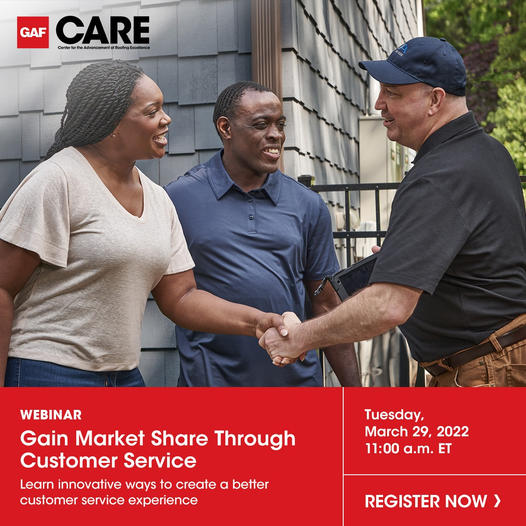 GAF CARE
Center for the Advancement of Roofing Excellence
WEBINAR
Gain Market Share Through
Customer Service
Learn innovative ways to create a better
customer service experience
Tuesday,
March 29, 2022
11:00 a.m. ET
REGISTER NOW ❯